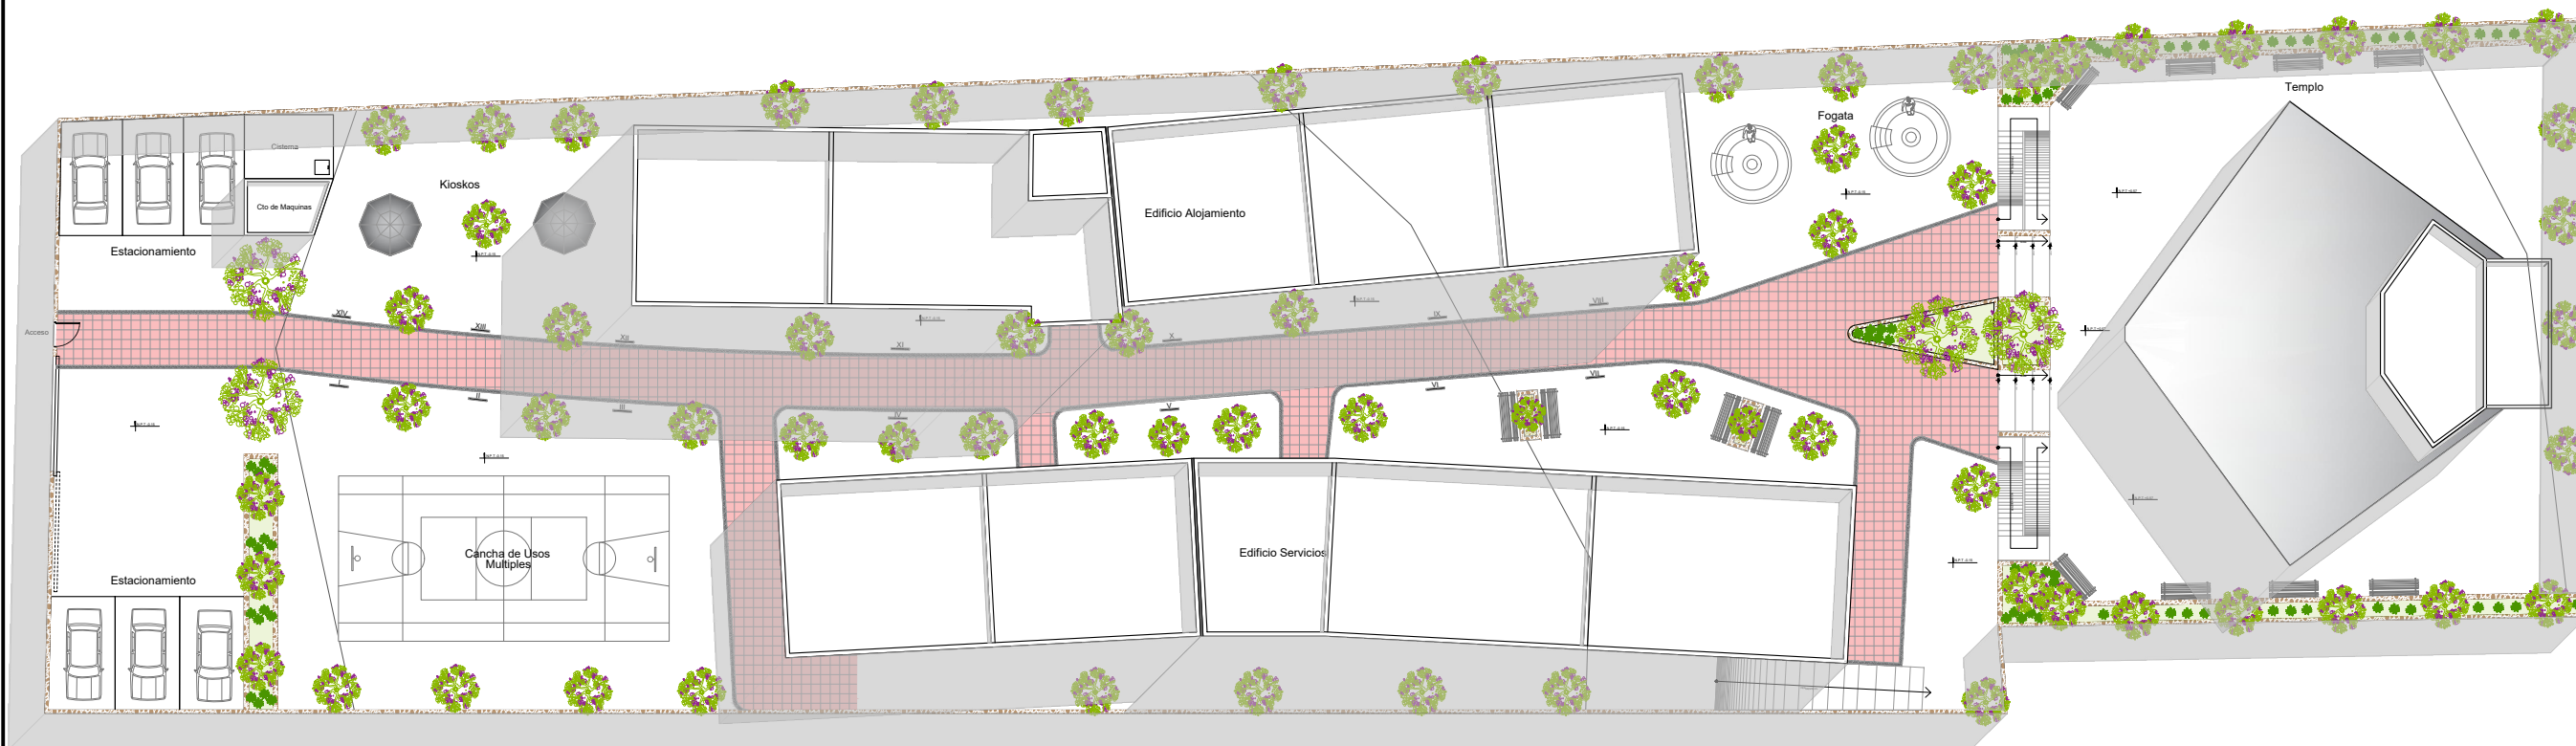 Templo
Fogata
Cisterna
Kioskos
Cto de Maquinas
Edificio Alojamiento
Estacionamiento
XIV
XIII
XII
XI
X
IX
VIII
Acceso
I
II
III
IV
V
VI
VII
Cancha de Usos
Multiples
Edificio Servicios
Estacionamiento